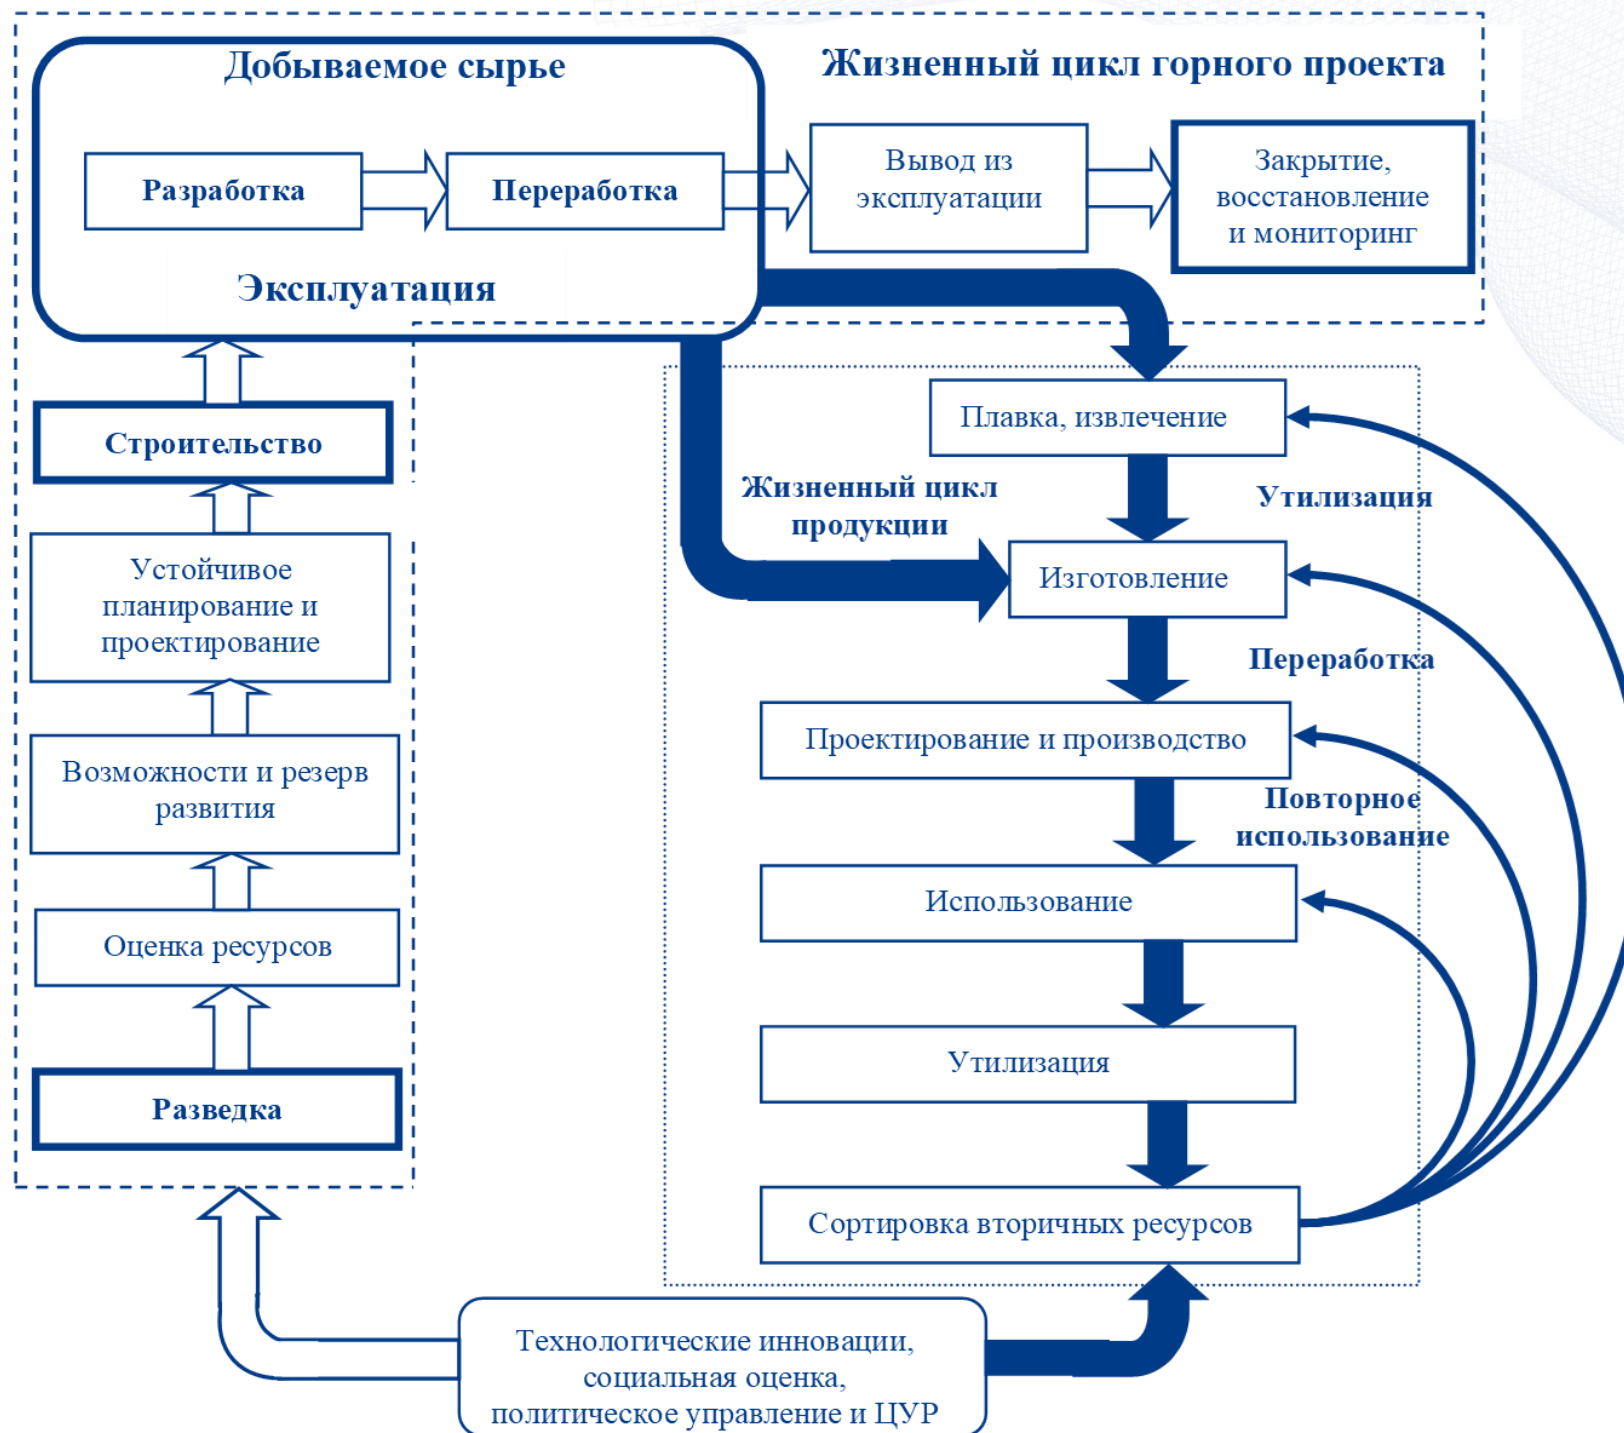 Добываемое сырье
Жизненный цикл горного проекта
Разработка
Переработка
Вывод из
эксплуатации
Закрытие,
восстановление
и мониторинг
Эксплуатация
Строительство
Устойчивое
планирование и
проектирование
Возможности и резерв
развития
Оценка ресурсов
Разведка
Плавка, извлечение
Жизненный цикл
продукции
Утилизация
Изготовление
Переработка
Проектирование и производство
Повторное
использование
Использование
Утилизация
Сортировка вторичных ресурсов
Технологические инновации,
социальная оценка,
политическое управление и ЦУР